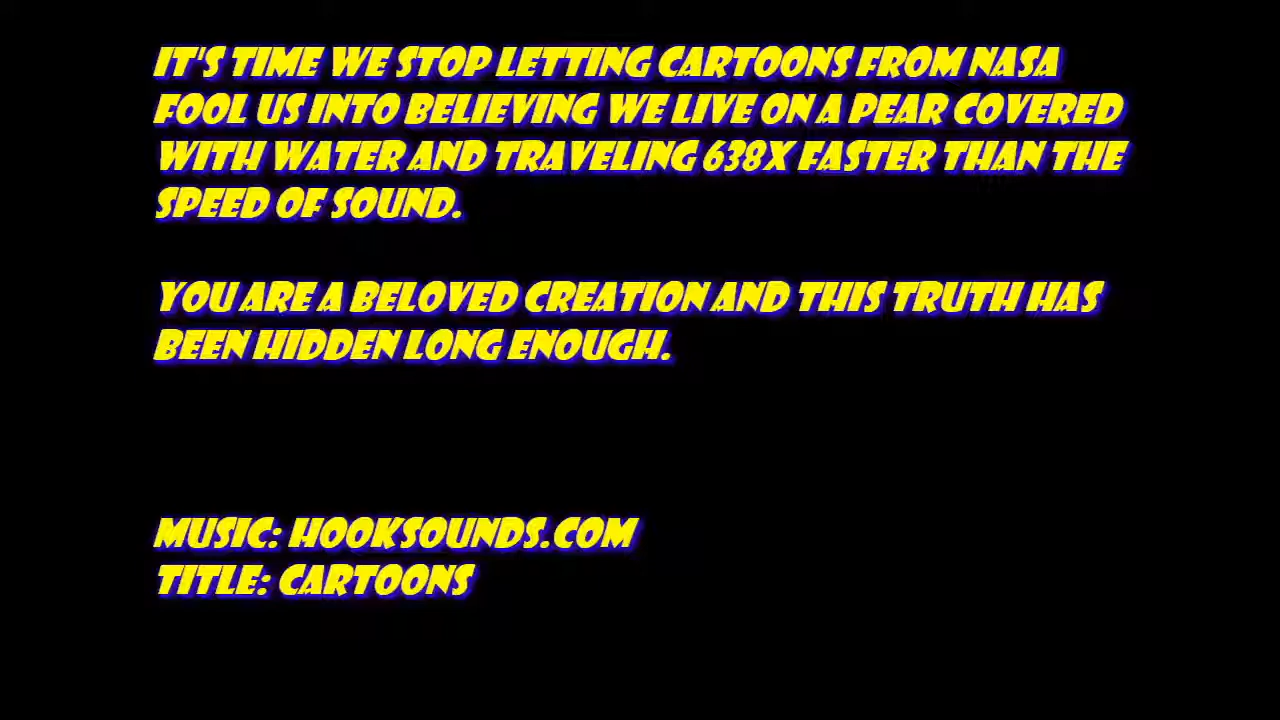 IT'S TIME WE STOP LETTING CARTOONS FROM NASA
FOOL US INTO BELIEVING WE LIVE ON A PEAR COVERED
WITH WATER AND TRAVELING 638X FASTER THAN THE
SPEED OF SOUND.
YOU ARE A BELOVED CREATION AND THIS TRUTH HAS
BEEN HIDDEN LONG ENOUGH.
MUSIC: HOOKSOUNDS.COM
TITLE: CARTOONS